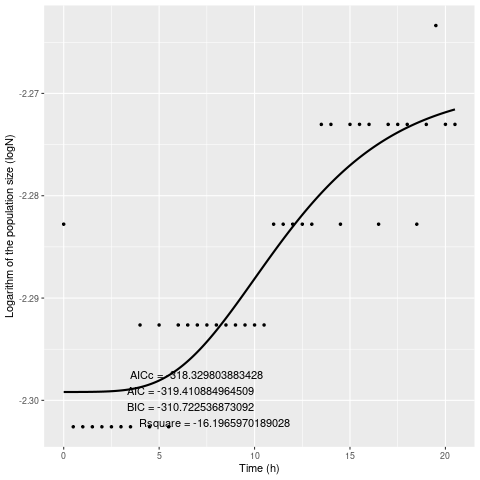 Logarithm of the population size (logN)
-2.27
-2.28
-2.29
-2.30
AICc = -318.329803883428
AIC = -319.410884964509
BIC = -310.722536873092
Rsquare = -16.1965970189028
0
5
10
15
20
Time (h)